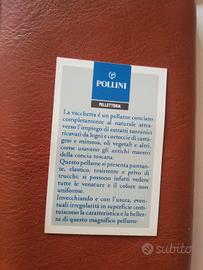 POLLINI
PELLETTERIA
La vacchetta è un pellame conciato
completamente al naturale attra-
verso l'impiego di estratti tanninici
ricavati da legni e cortecce di casta-
gno e mimosa, oli vegetali e altri,
come usavano gli antichi maestri
della concia toscana.
Questo pellame si presenta puntan-
te, elastico, resistente e privo di
trucchi: si possono infatti vedere
tutte le venature e il colore non
uniforme.
Invecchiando e con l'usura, even-
tuali irregolarità in superficie costi-
tuiscono la caratteristica e la bellez-
za di questo magnifico pellame.
subito